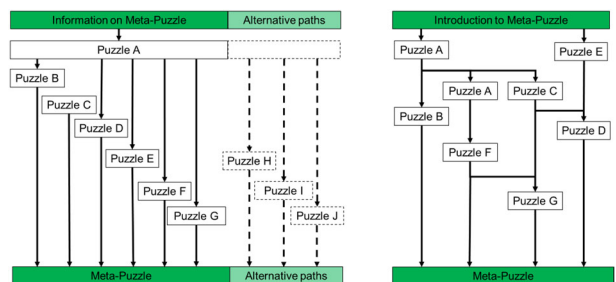 Information on Meta-Puzzle
Alternative paths
Puzzle A
Puzzle B
Puzzle C
Puzzle D
Puzzle E
Puzzle F
Puzzle G
Puzzle H
Puzzle I
Puzzle J
Meta-Puzzle
Alternative paths
Introduction to Meta-Puzzle
Puzzle A
Puzzle E
Puzzle A
Puzzle C
Puzzle B
Puzzle D
Puzzle F
Puzzle G
Meta-Puzzle